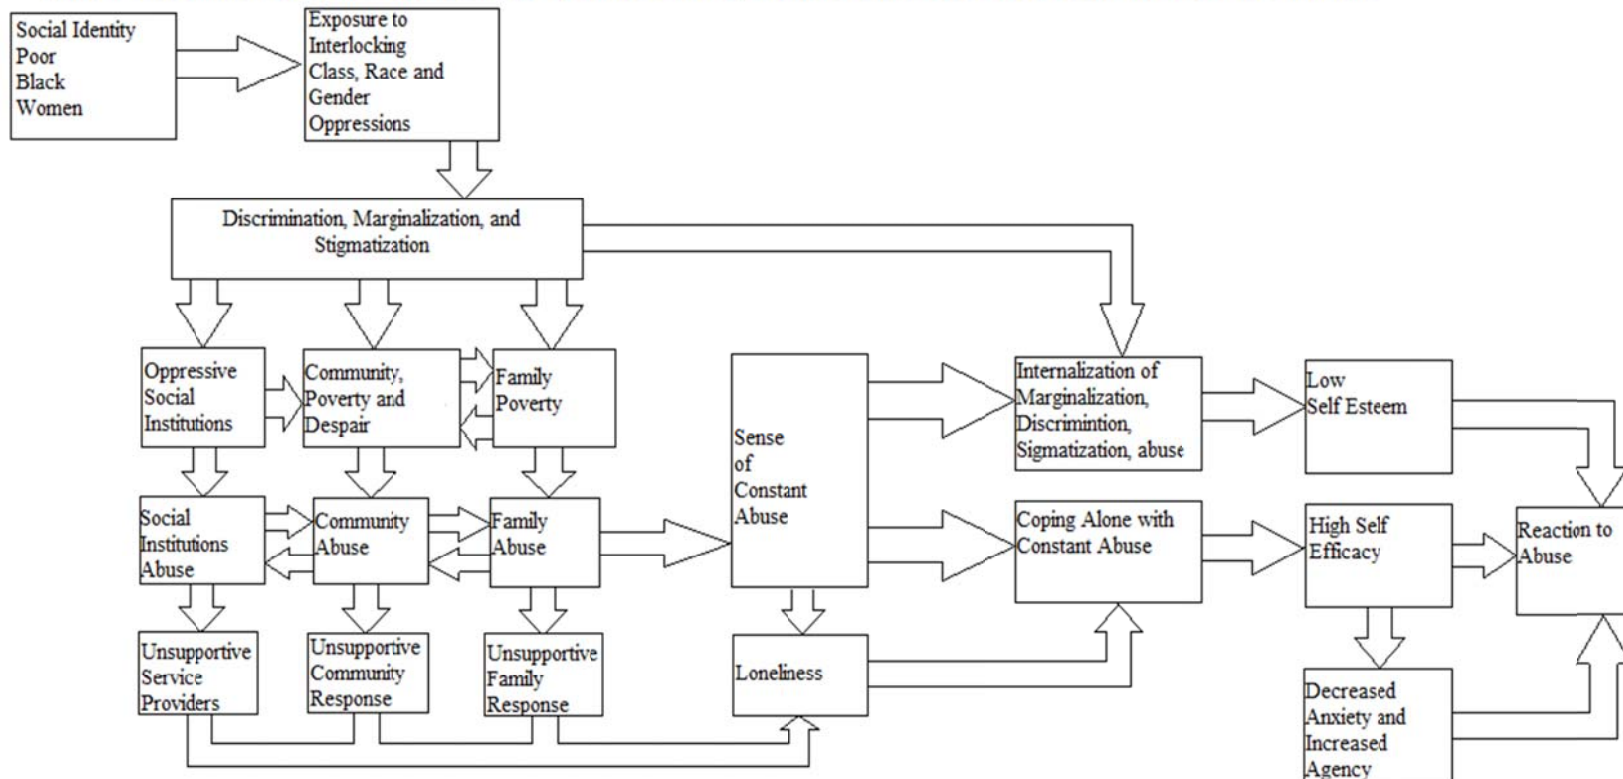 Social Identity
Poor
Black
Women
Exposure to
Interlocking
Class, Race and
Gender
Oppressions
Discrimination, Marginalization, and
Stigmatization
Oppressive
Social
Institutions
Community,
Poverty and
Despair
Family
Poverty
Sense
of
Constant
Abuse
Internalization of
Marginalization,
Discrimintion,
Sigmatization, abuse
Low
Self Esteem
Social
Institutions
Abuse
Community
Abuse
Family
Abuse
Coping Alone with
Constant Abuse
High Self
Efficacy
Reaction to
Abuse
Unsupportive
Service
Providers
Unsupportive
Community
Response
Unsupportive
Family
Response
Loneliness
Decreased
Anxiety and
Increased
Agency